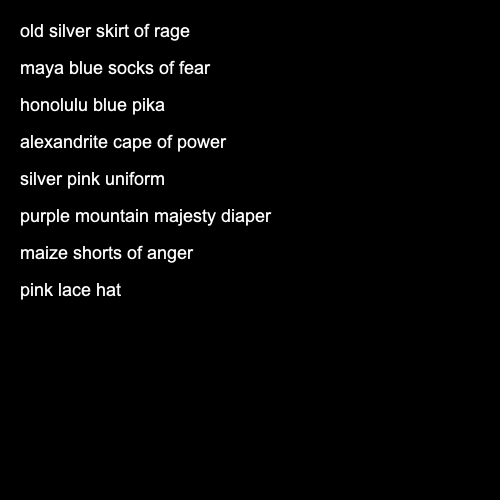 old silver skirt of rage
maya blue socks of fear
honolulu blue pika
alexandrite cape of power
silver pink uniform
purple mountain majesty diaper
maize shorts of anger
pink lace hat